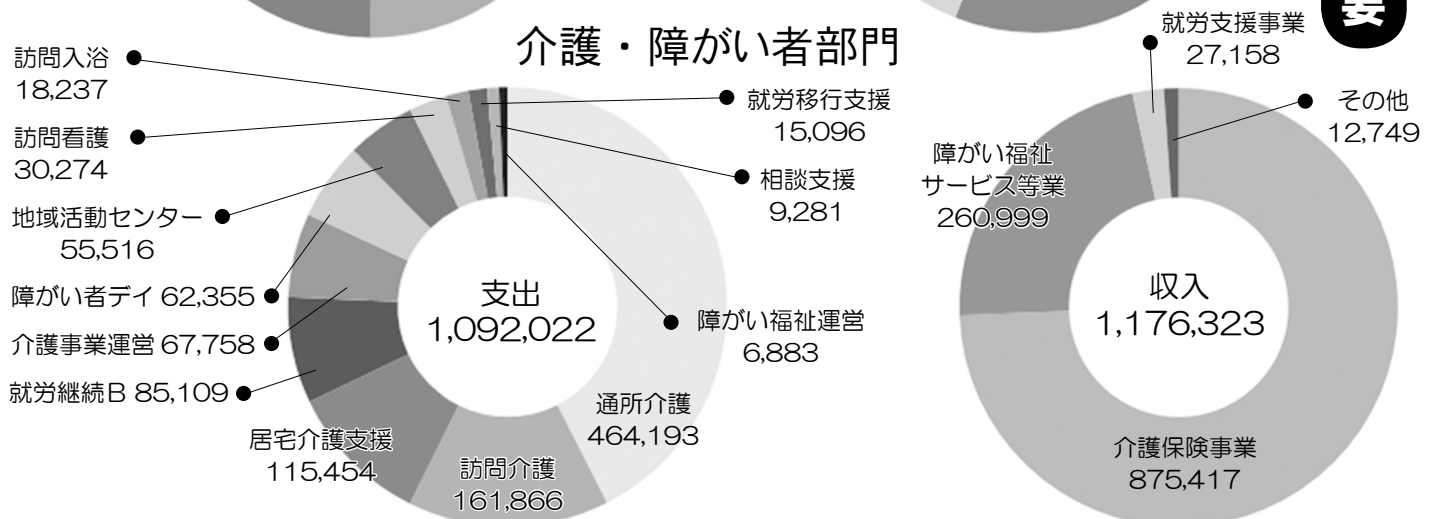 介護・障がい者部門
訪問入浴
18,237
訪問看護
30,274
地域活動センター
55,516
障がい者デイ 62,355
介護事業運営 67,758
就労継続B 85,109
居宅介護支援
115,454
訪問介護
161,866
通所介護
464,193
就労移行支援
15,096
相談支援
9,281
障がい福祉運営
6,883
支出
1,092,022
就労支援事業
27,158
その他
12,749
障がい福祉
サービス等業
260,999
収入
1,176,323
介護保険事業
875,417
要